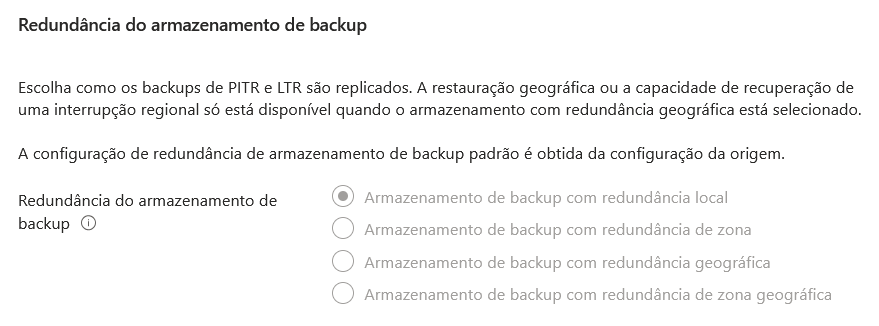 Redundância do armazenamento de backup
Escolha como os backups de PITR e LTR são replicados. A restauração geográfica ou a capacidade de recuperação de
uma interrupção regional só está disponível quando o armazenamento com redundância geográfica está selecionado.
A configuração de redundância de armazenamento de backup padrão é obtida da configuração da origem.
Redundância do armazenamento de
backup
Armazenamento de backup com redundância local
Armazenamento de backup com redundância de zona
Armazenamento de backup com redundância geográfica
Armazenamento de backup com redundância de zona geográfica